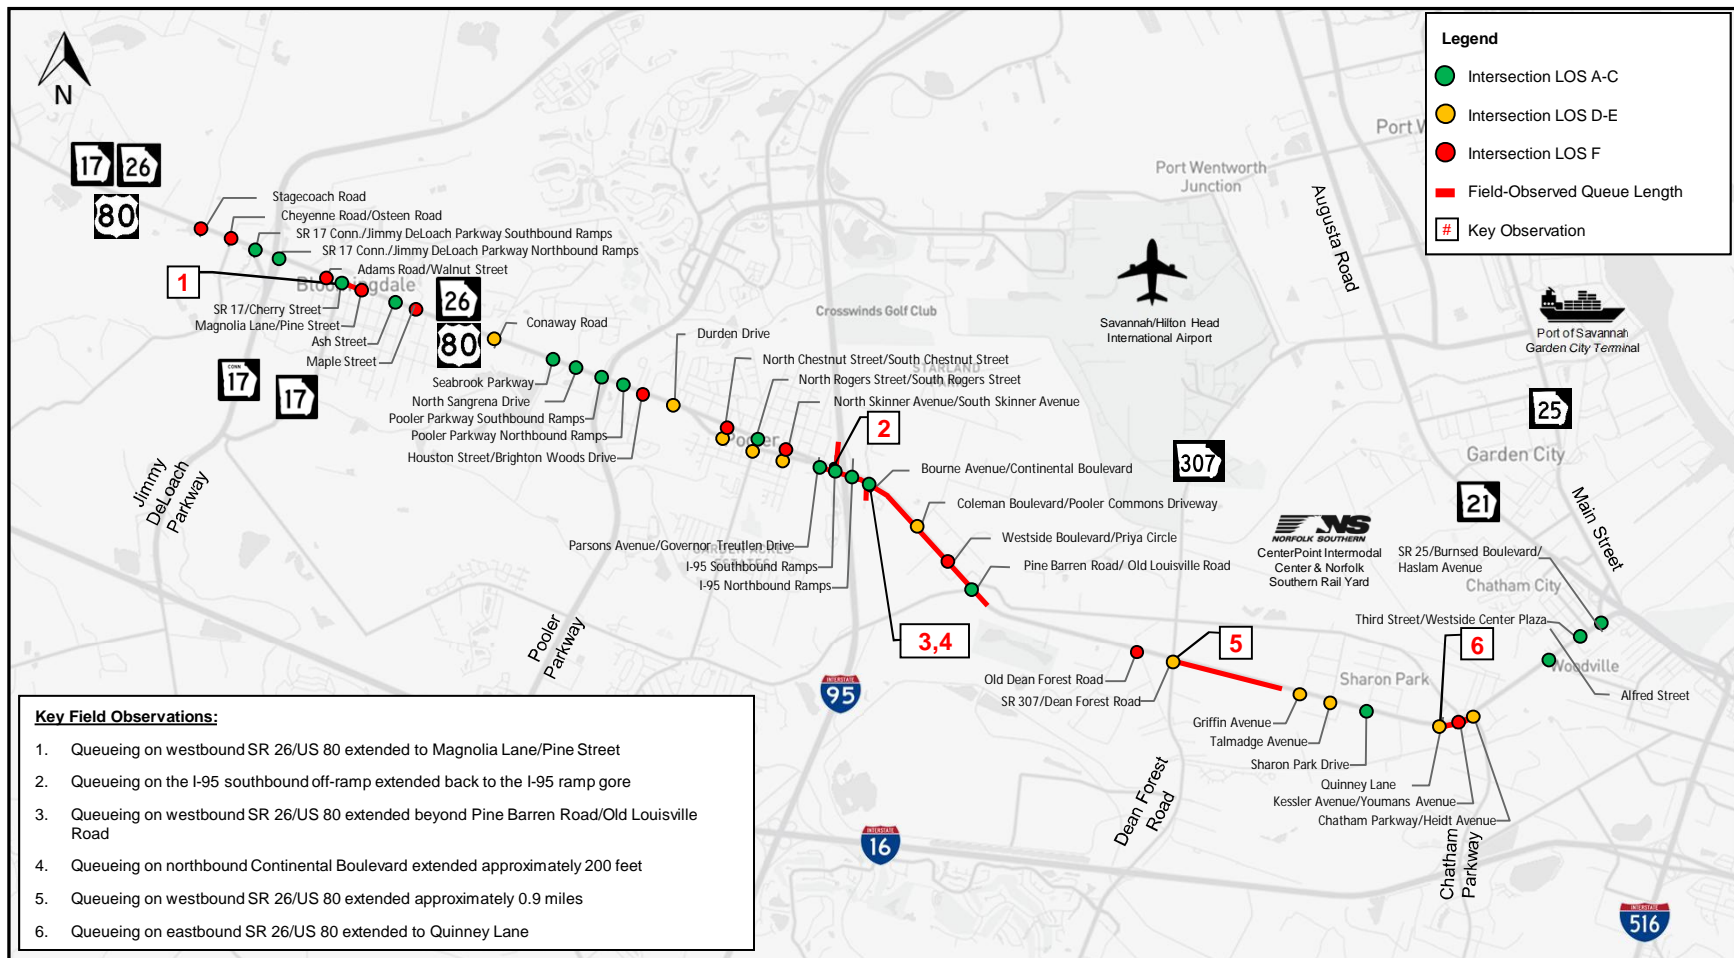 Legend
Intersection LOS A-C
Intersection LOS D-E
Intersection LOS F
Field-Observed Queue Length
# Key Observation
N
17 26
80
Stagecoach Road
Cheyenne Road/Osteen Road
SR 17 Conn./Jimmy DeLoach Parkway Southbound Ramps
SR 17 Conn./Jimmy DeLoach Parkway Northbound Ramps
Adams Road/Walnut Street
1
SR 17/Cherry Street
Magnolia Lane/Pine Street
Ash Street
Maple Street
26
80
CONN
17
17
Conaway Road
Durden Drive
Seabrook Parkway
North Sangrena Drive
Pooler Parkway Southbound Ramps
Pooler Parkway Northbound Ramps
Houston Street/Brighton Woods Drive
North Chestnut Street/South Chestnut Street
North Rogers Street/South Rogers Street
North Skinner Avenue/South Skinner Avenue
Pooler
2
Crosswinds Golf Club
Port Wentworth
Junction
Savannah/Hilton Head
International Airport
Augusta Road
Port of Savannah
Garden City Terminal
25
Garden City
307
21
Main Street
NS
NORFOLK SOUTHERN
CenterPoint Intermodal
Center & Norfolk
Southern Rail Yard
SR 25/Burnsed Boulevard/
Haslam Avenue
Chatham City
Third Street/Westside Center Plaza
Woodville
Alfred Street
Bourne Avenue/Continental Boulevard
Coleman Boulevard/Pooler Commons Driveway
Westside Boulevard/Priya Circle
Pine Barren Road/ Old Louisville Road
Parsons Avenue/Governor Treutlen Drive
I-95 Southbound Ramps
I-95 Northbound Ramps
3,4
Jimmy
DeLoach
Parkway
Pooler
Parkway
INTERSTATE
95
INTERSTATE
16
Old Dean Forest Road
SR 307/Dean Forest Road
5
Dean Forest
Road
Sharon Park
6
Griffin Avenue
Talmadge Avenue
Sharon Park Drive
Quinney Lane
Kessler Avenue/Youmans Avenue
Chatham Parkway/Heidt Avenue
Chatham
Parkway
INTERSTATE
516
Key Field Observations:
1. Queueing on westbound SR 26/US 80 extended to Magnolia Lane/Pine Street
2. Queueing on the I-95 southbound off-ramp extended back to the I-95 ramp gore
3. Queueing on westbound SR 26/US 80 extended beyond Pine Barren Road/Old Louisville
Road
4. Queueing on northbound Continental Boulevard extended approximately 200 feet
5. Queueing on westbound SR 26/US 80 extended approximately 0.9 miles
6. Queueing on eastbound SR 26/US 80 extended to Quinney Lane